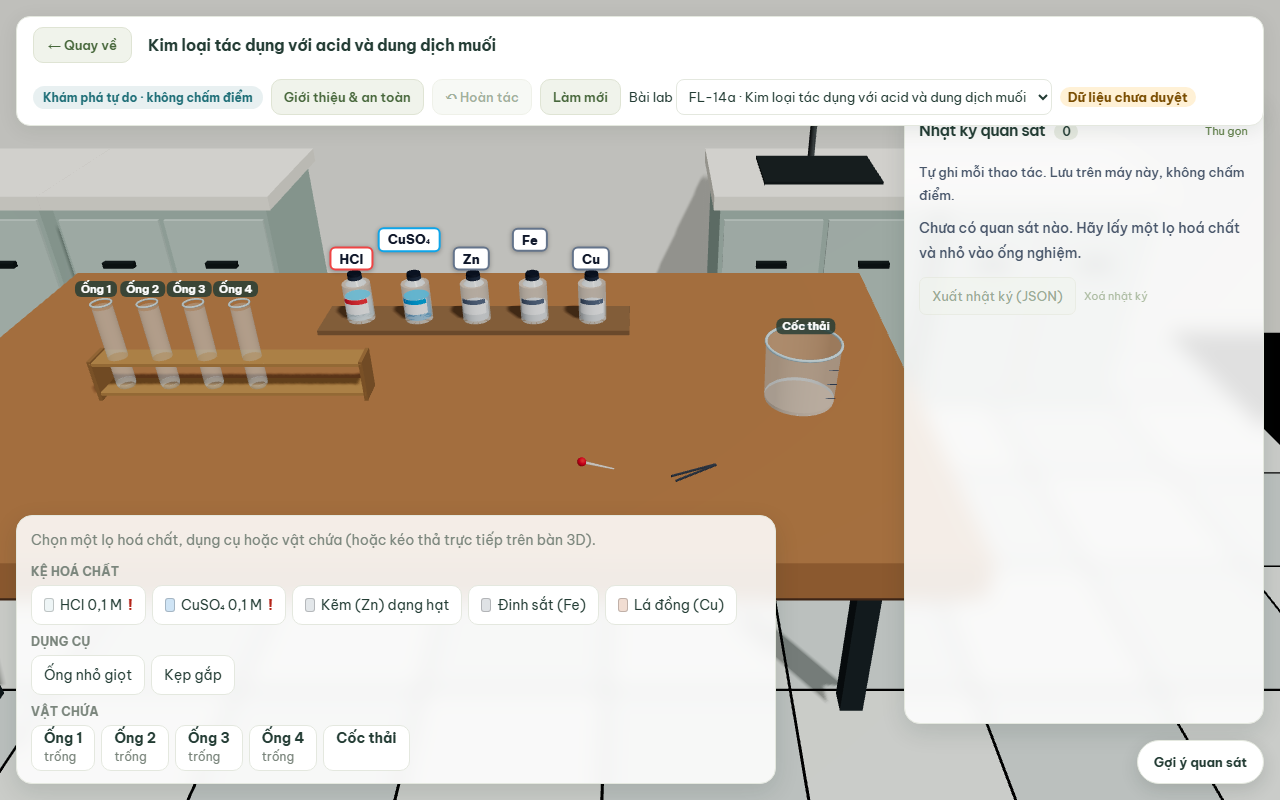 ← Quay về
Kim loại tác dụng với acid và dung dịch muối
Khám phá tự do · không chấm điểm
Giới thiệu & an toàn
↶ Hoàn tác
Làm mới
Bài lab
FL-14a · Kim loại tác dụng với acid và dung dịch muối
Dữ liệu chưa duyệt
Nhật ký quan sát 0
Thu gọn
Tự ghi mỗi thao tác. Lưu trên máy này, không chấm
điểm.
Chưa có quan sát nào. Hãy lấy một lọ hoá chất
và nhỏ vào ống nghiệm.
Xuất nhật ký (JSON)
Xoá nhật ký
HCl
CuSO₄
Zn
Fe
Cu
Ống 1
Ống 2
Ống 3
Ống 4
Cốc thải
Chọn một lọ hoá chất, dụng cụ hoặc vật chứa (hoặc kéo thả trực tiếp trên bàn 3D).
KỆ HOÁ CHẤT
HCl 0,1 M !
CuSO₄ 0,1 M !
Kẽm (Zn) dạng hạt
Đinh sắt (Fe)
Lá đồng (Cu)
DỤNG CỤ
Ống nhỏ giọt
Kẹp gắp
VẬT CHỨA
Ống 1
trống
Ống 2
trống
Ống 3
trống
Ống 4
trống
Cốc thải
Gợi ý quan sát